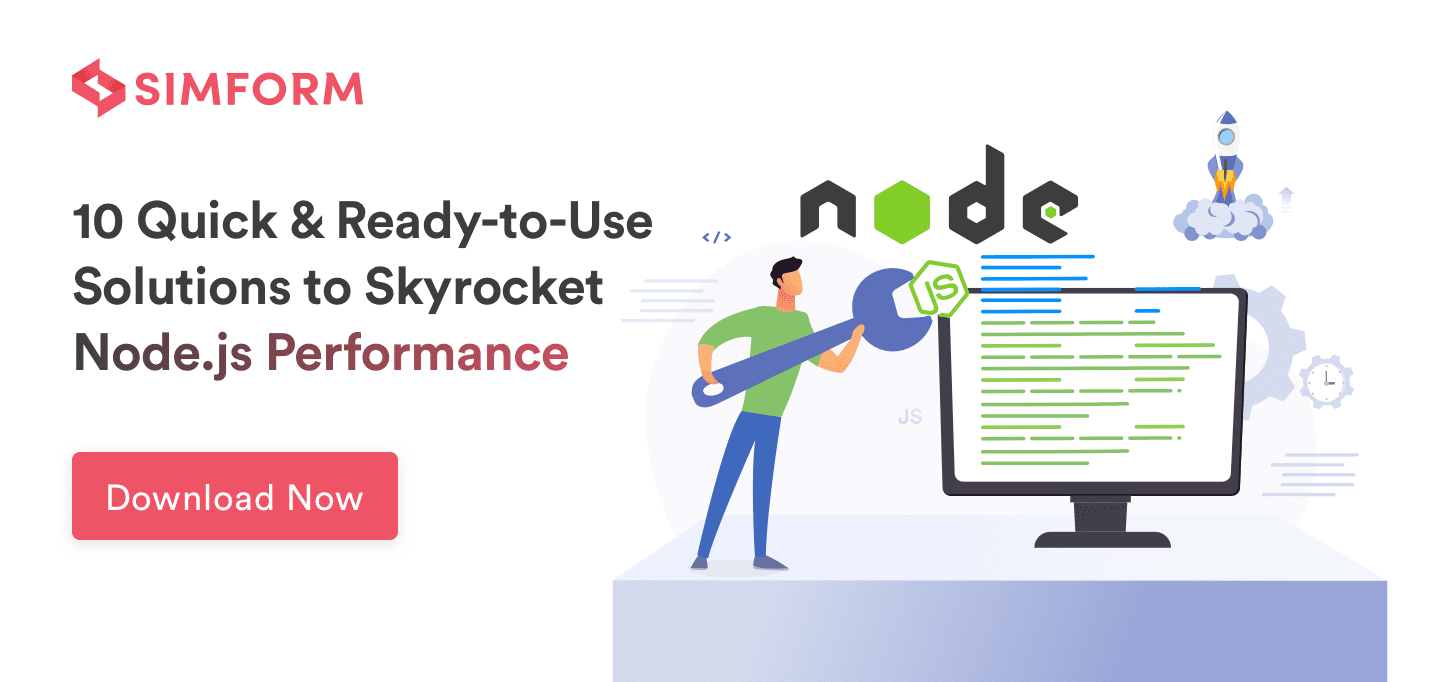 SIMFORM
10 Quick & Ready-to-Use
Solutions to Skyrocket
Node.js Performance
Download Now
node
</>
JS
JS